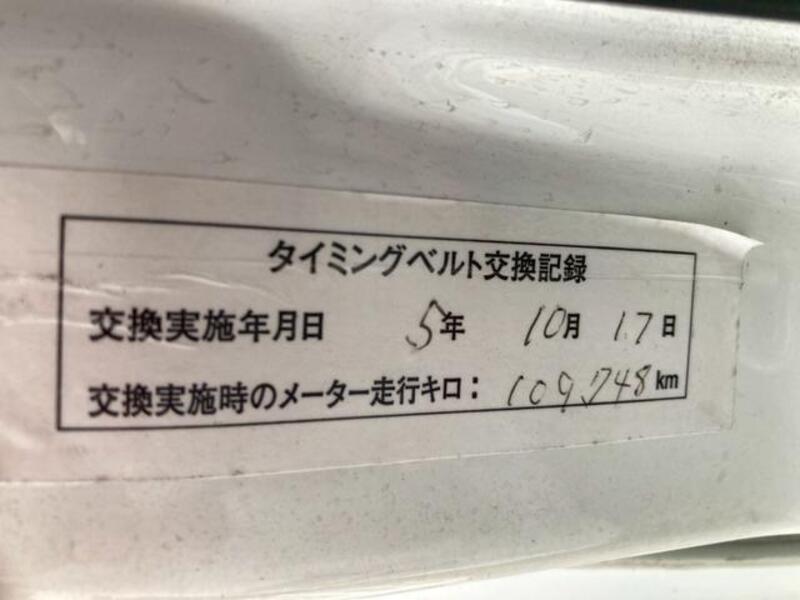 タイミングベルト交換記録
交換実施年月日 5年 10月 17日
交換実施時のメーター走行キロ： 109,748 km